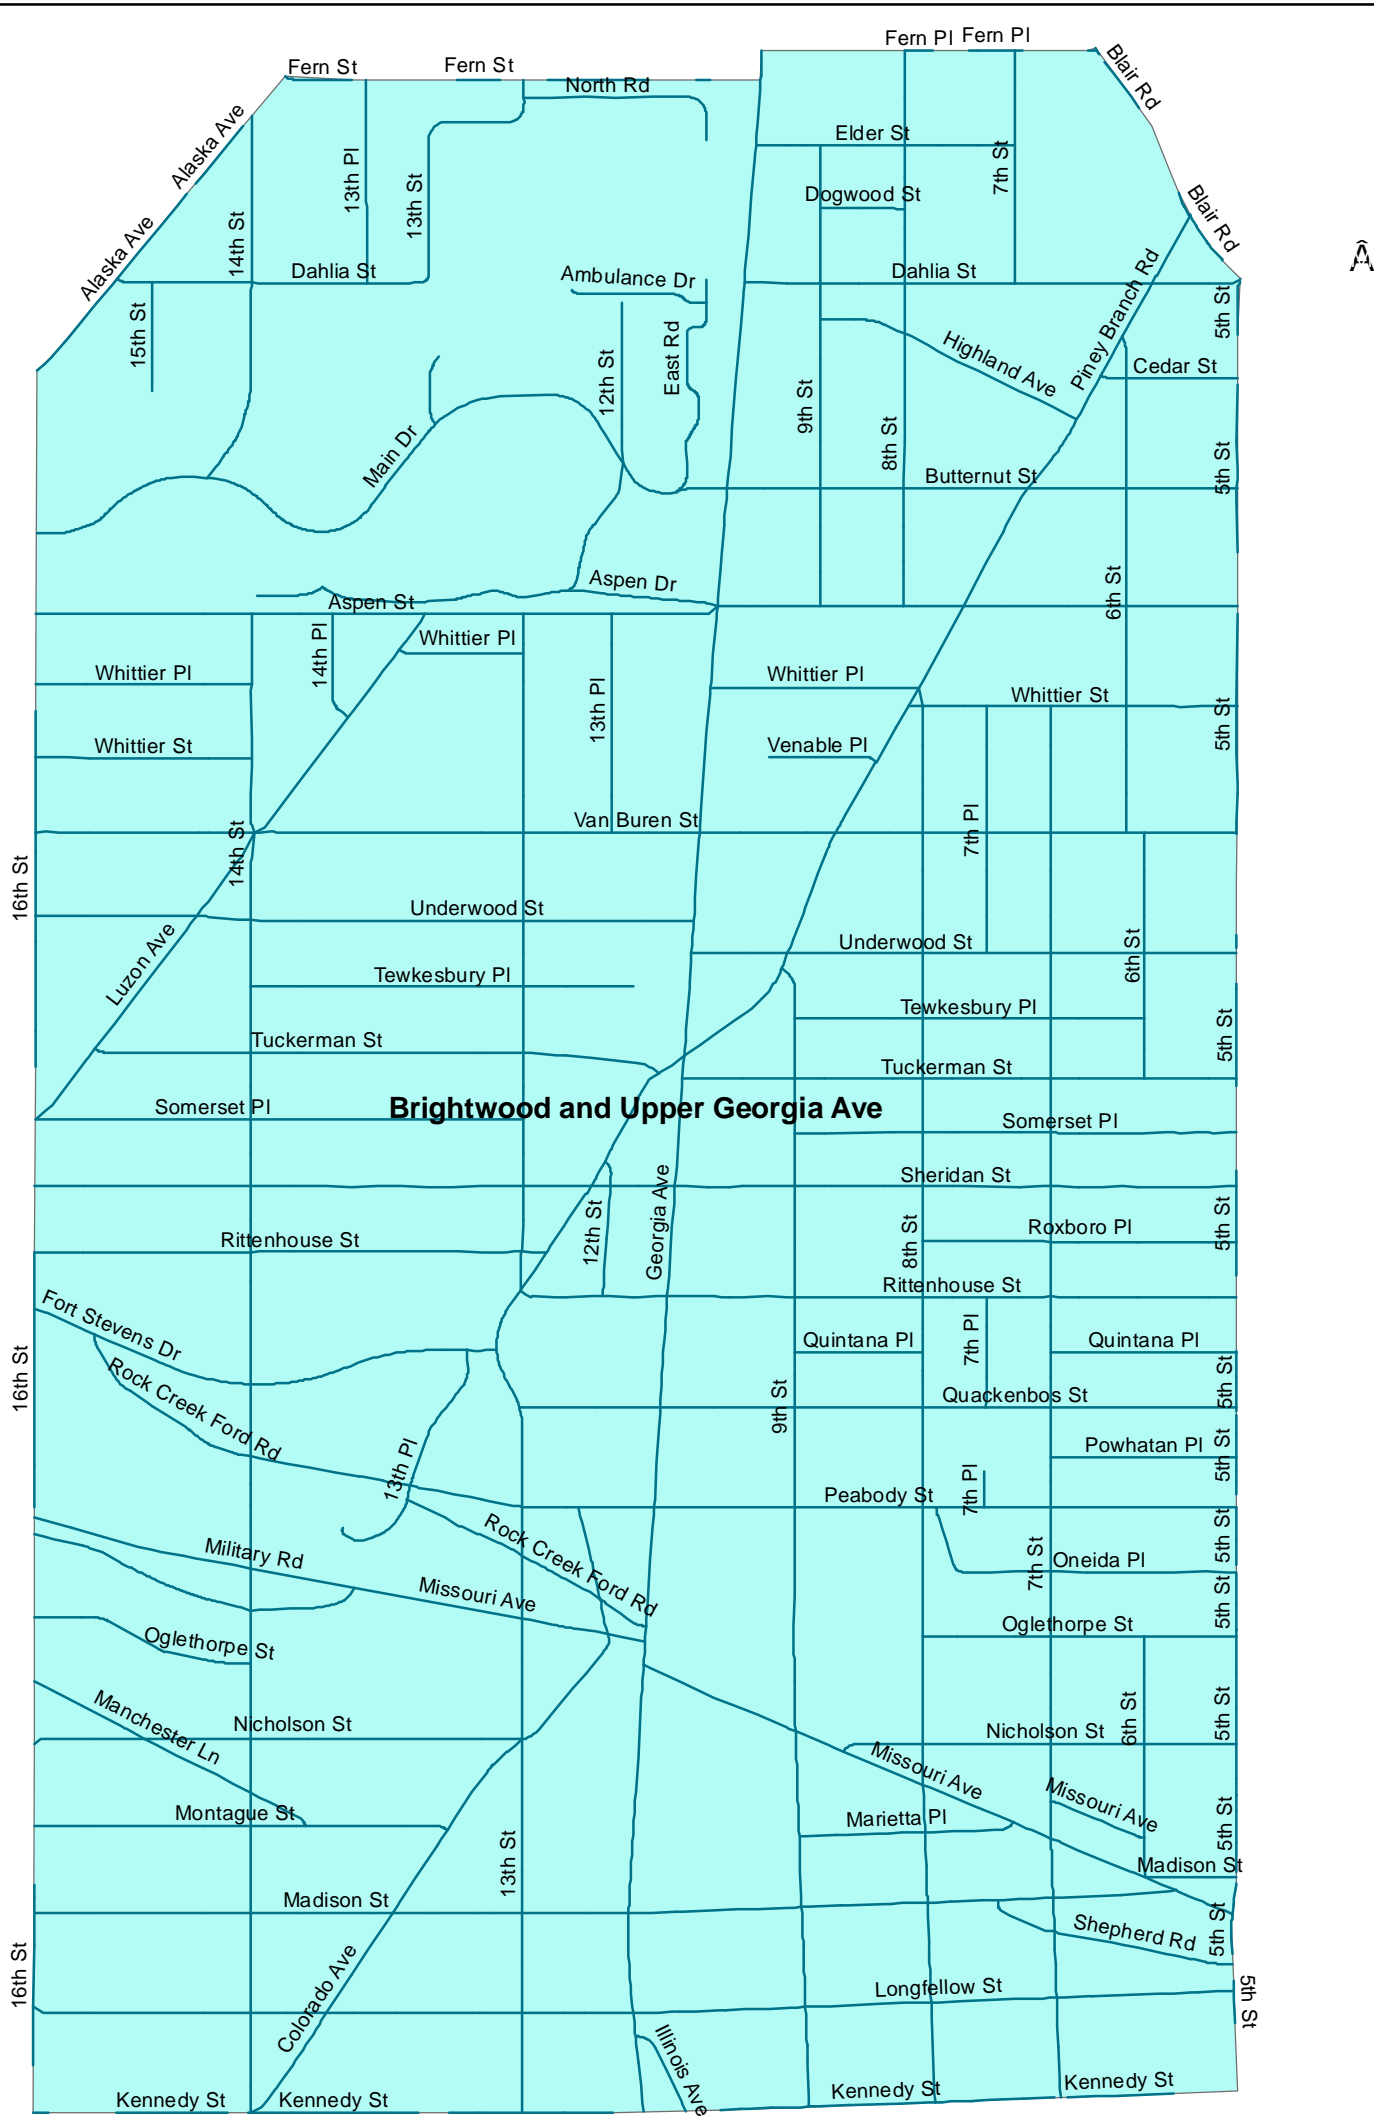 Fern Pl
Fern Pl
Fern St
Fern St
North Rd
Blair Rd
Alaska Ave
Elder St
13th Pl
13th St
7th St
Dogwood St
Blair Rd
14th St
Alaska Ave
Dahlia St
Ambulance Dr
Dahlia St
Piney Branch Rd
Â
5th St
15th St
12th St
East Rd
Highland Ave
Cedar St
9th St
8th St
Main Dr
Butternut St
5th St
Aspen Dr
6th St
Aspen St
Whittier Pl
14th Pl
Whittier Pl
Whittier Pl
13th Pl
Whittier St
5th St
Whittier St
Venable Pl
Van Buren St
7th Pl
14th St
16th St
Underwood St
Underwood St
6th St
Luzon Ave
Tewkesbury Pl
Tewkesbury Pl
5th St
Tuckerman St
Tuckerman St
Somerset Pl
Brightwood and Upper Georgia Ave
Somerset Pl
Sheridan St
Georgia Ave
12th St
8th St
Roxboro Pl
5th St
Rittenhouse St
Rittenhouse St
Fort Stevens Dr
Quintana Pl
7th Pl
Quintana Pl
16th St
Rock Creek Ford Rd
9th St
Quackenbos St
5th St
13th Pl
Powhatan Pl
5th St
Peabody St
7th Pl
Rock Creek Ford Rd
Military Rd
7th St
Oneida Pl
5th St
Missouri Ave
5th St
Oglethorpe St
Oglethorpe St
Manchester Ln
Nicholson St
Nicholson St
6th St
5th St
Missouri Ave
Missouri Ave
Montague St
Marietta Pl
5th St
13th St
Madison St
Madison St
Shepherd Rd
5th St
16th St
Colorado Ave
Longfellow St
5th St
Illinois Ave
Kennedy St
Kennedy St
Kennedy St
Kennedy St